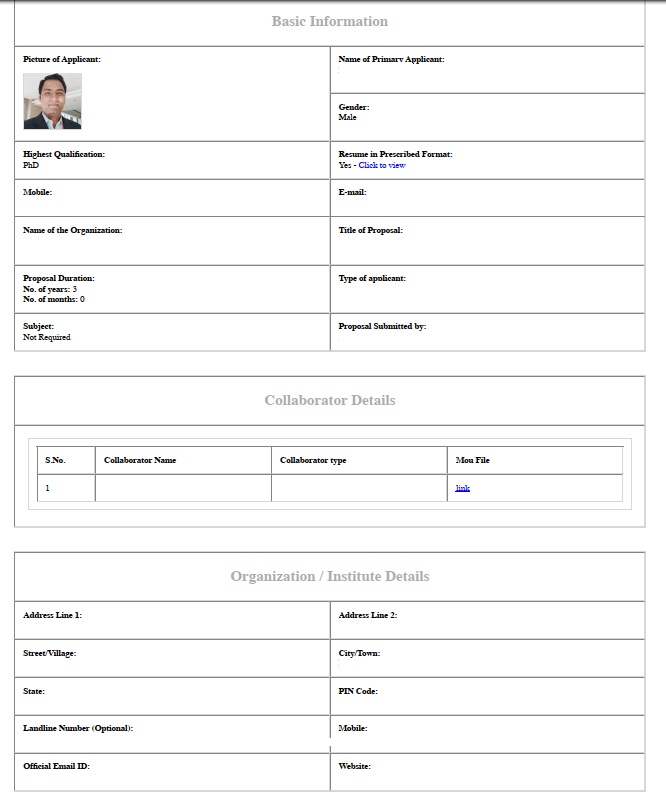 Basic Information
Picture of Applicant:
Name of Primary Applicant:
Gender:
Male
Highest Qualification:
PhD
Resume in Prescribed Format:
Yes - Click to view
Mobile:
E-mail:
Name of the Organization:
Title of Proposal:
Proposal Duration:
No. of years: 3
No. of months: 0
Type of applicant:
Subject:
Not Required
Proposal Submitted by:
Collaborator Details
S.No. Collaborator Name Collaborator type Mou File
1 link
Organization / Institute Details
Address Line 1:
Address Line 2:
Street/Village:
City/Town:
State:
PIN Code:
Landline Number (Optional):
Mobile:
Official Email ID:
Website: